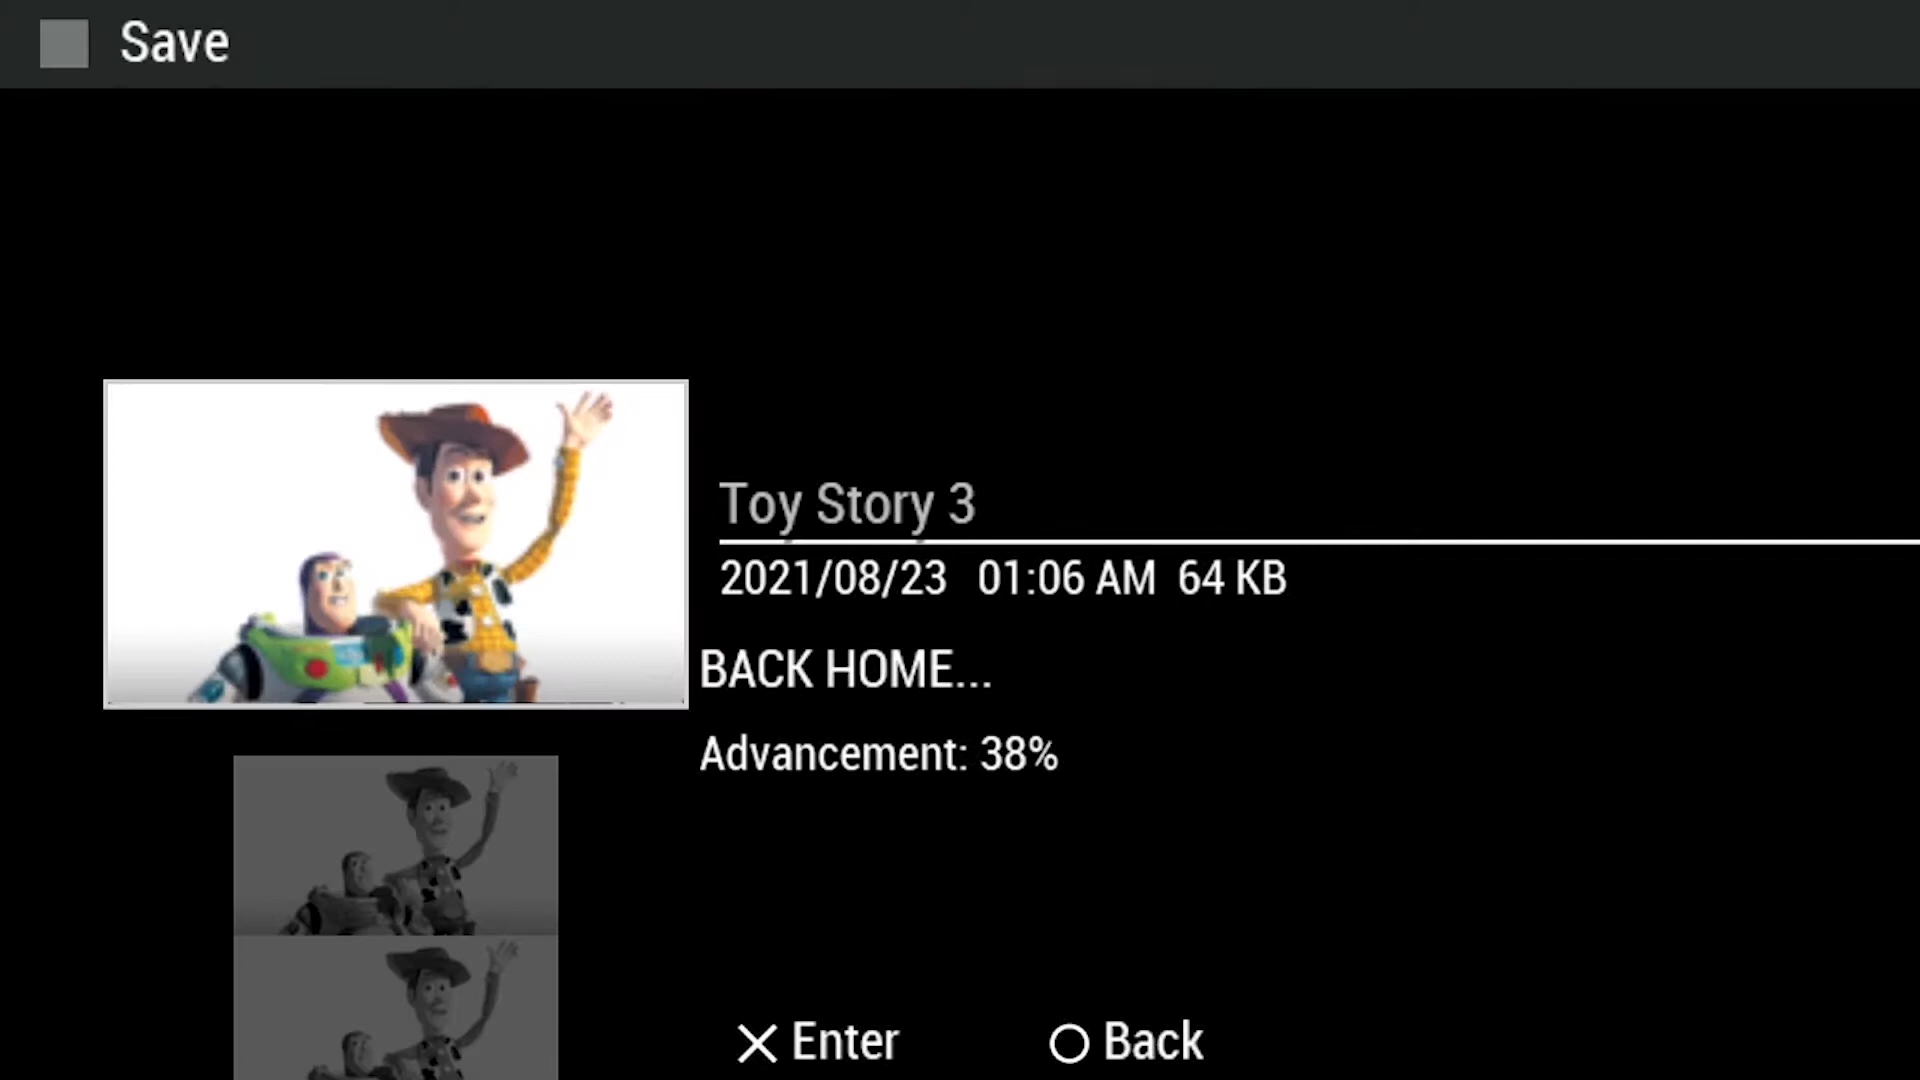 Save
Toy Story 3
2021/08/23 01:06 AM 64 KB
BACK HOME...
Advancement: 38%
Enter Back